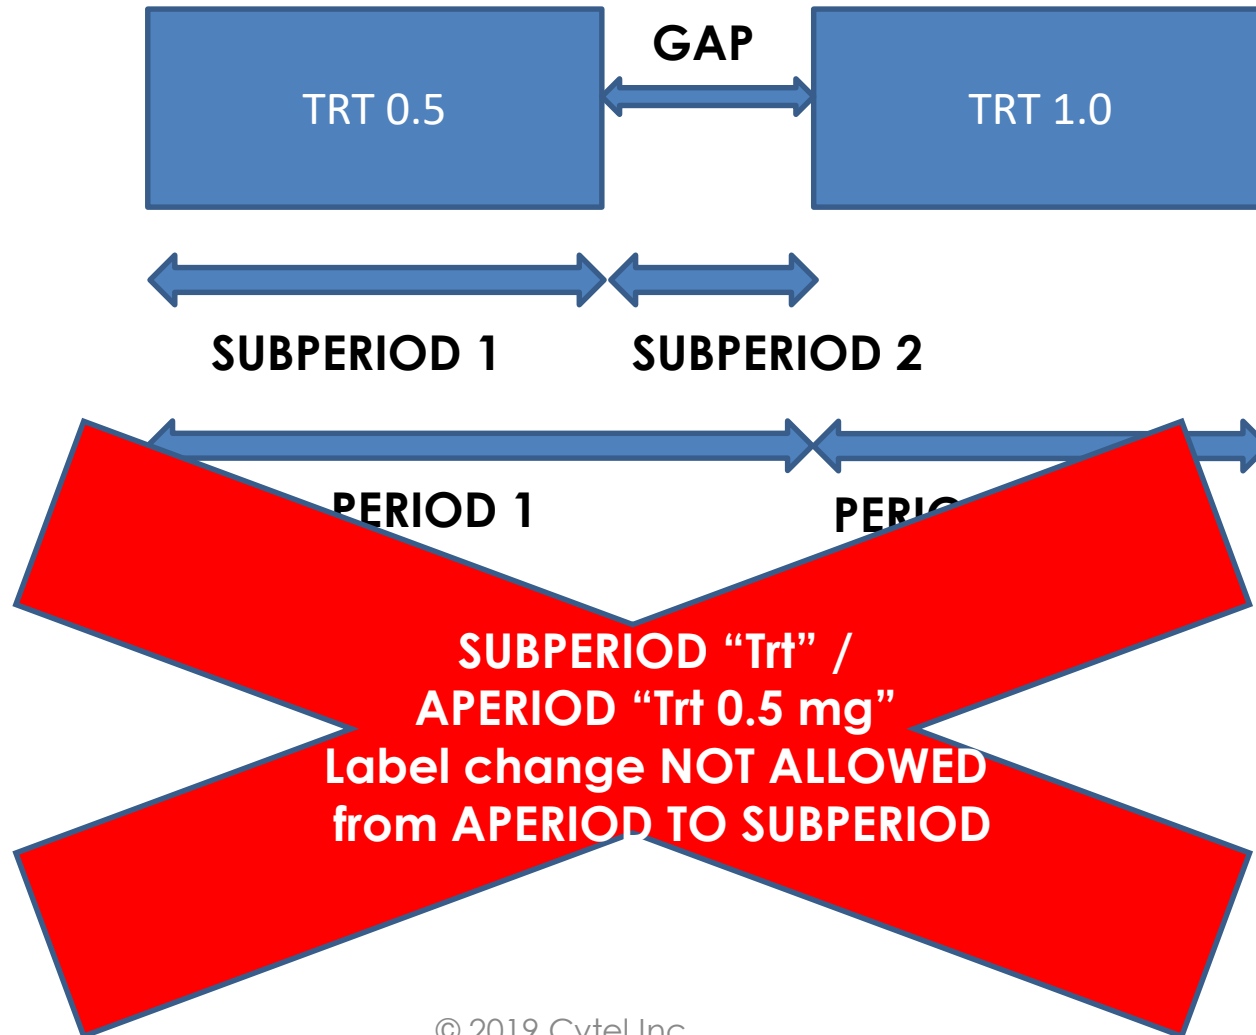 GAP
TRT 0.5
TRT 1.0
SUBPERIOD 1
SUBPERIOD 2
PERIOD 1
SUBPERIOD “Trt” /
APERIOD “Trt 0.5 mg”
Label change NOT ALLOWED
from APERIOD TO SUBPERIOD
© 2019 Cytel Inc